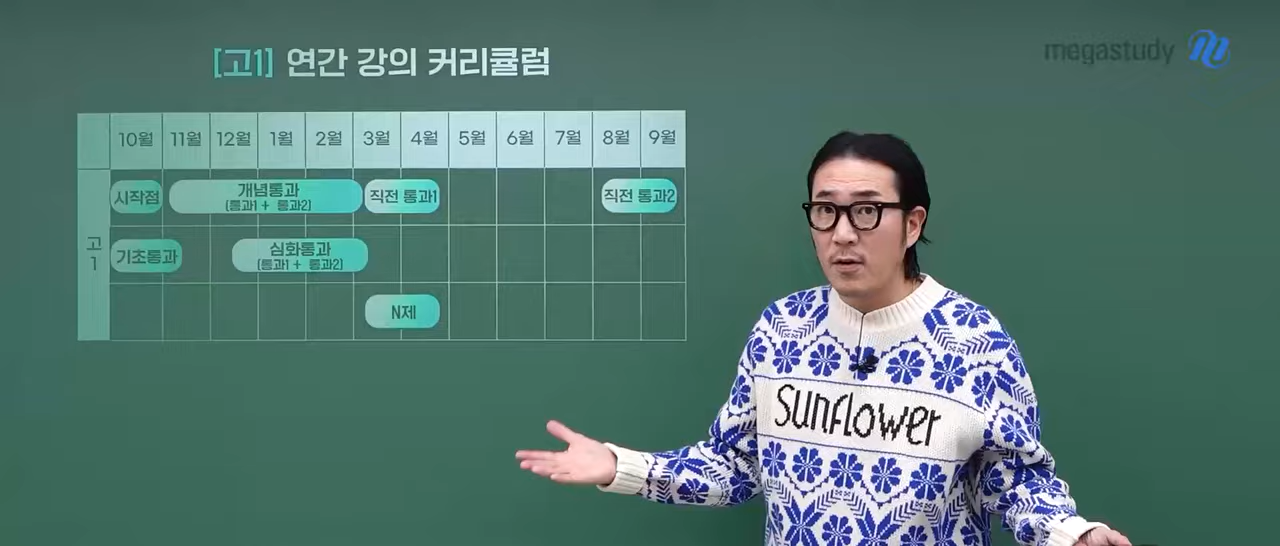 [고1] 연간 강의 커리큘럼
megastudy
10월 11월 12월 1월 2월 3월 4월 5월 6월 7월 8월 9월
고1
시작점 개념통과 직전 통과1 직전 통과2
(통과1 + 통과2)
기초통과 심화통과
(통과1 + 통과2)
N제
Sunflower